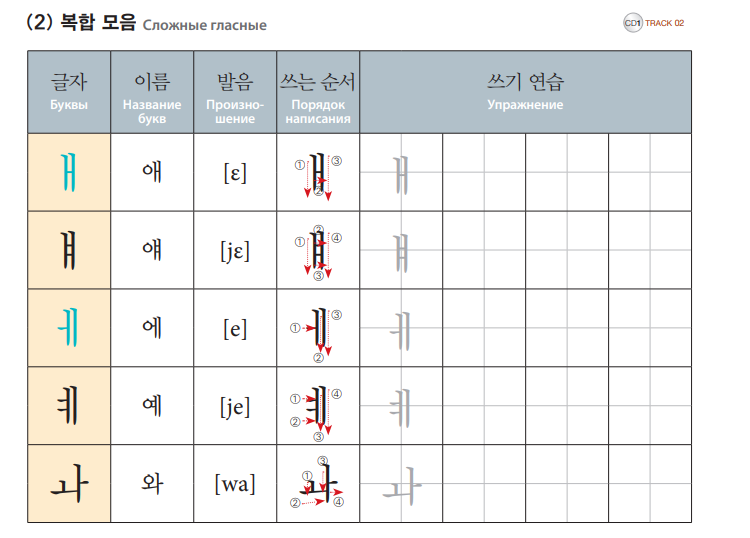 (2) 복합 모음 Сложные гласные
CD1 TRACK 02
글자 이름 발음 쓰는 순서 쓰기 연습
Буквы Название букв Произно-шение Порядок написания Упражнение
ㅐ 애 [ɛ] ① ② ③ ㅐ
ㅒ 얘 [jɛ] ① ② ③ ④ ㅒ
ㅔ 에 [e] ① ② ③ ㅔ
ㅖ 예 [je] ① ② ③ ④ ㅖ
ㅘ 와 [wa] ① ② ③ ④ ㅘ